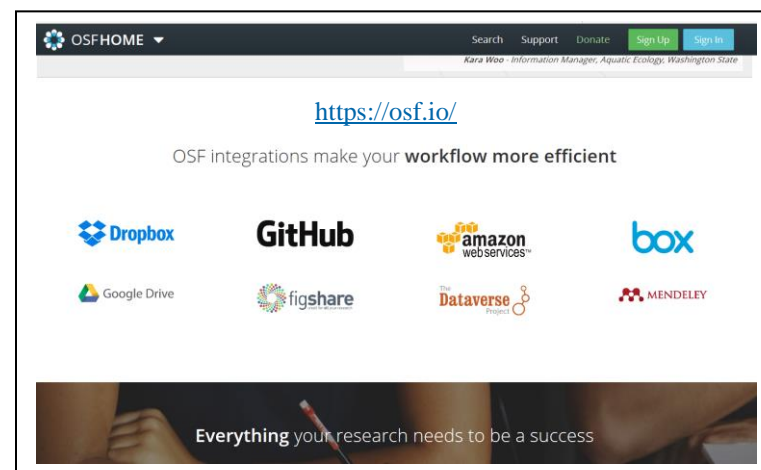 OSFHOME Search Support Donate Sign Up Sign In
Kara Woo - Information Manager, Aquatic Ecology, Washington State
https://osf.io/
OSF integrations make your workflow more efficient
Dropbox GitHub amazon webservices™ box
Google Drive figshare The Dataverse Project MENDELEY
Everything your research needs to be a success